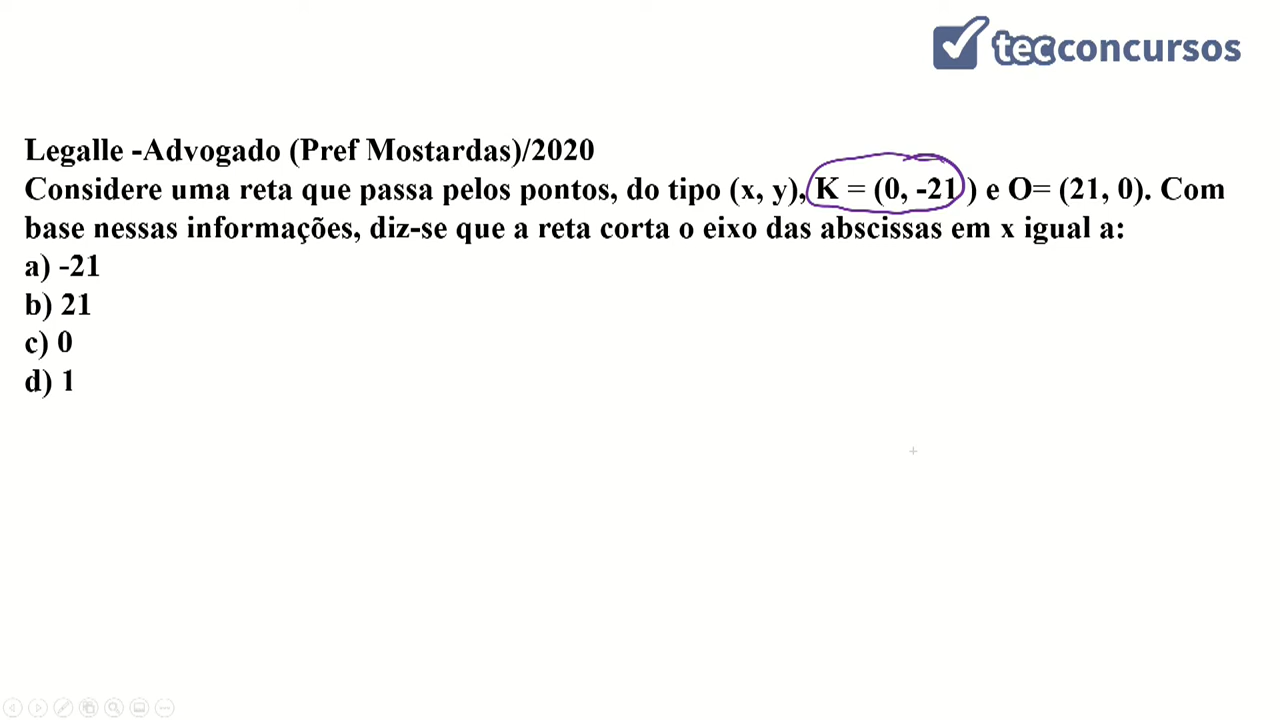 tecconcursos
Legalle -Advogado (Pref Mostardas)/2020
Considere uma reta que passa pelos pontos, do tipo (x, y), K = (0, -21 ) e O= (21, 0). Com
base nessas informações, diz-se que a reta corta o eixo das abscissas em x igual a:
a) -21
b) 21
c) 0
d) 1